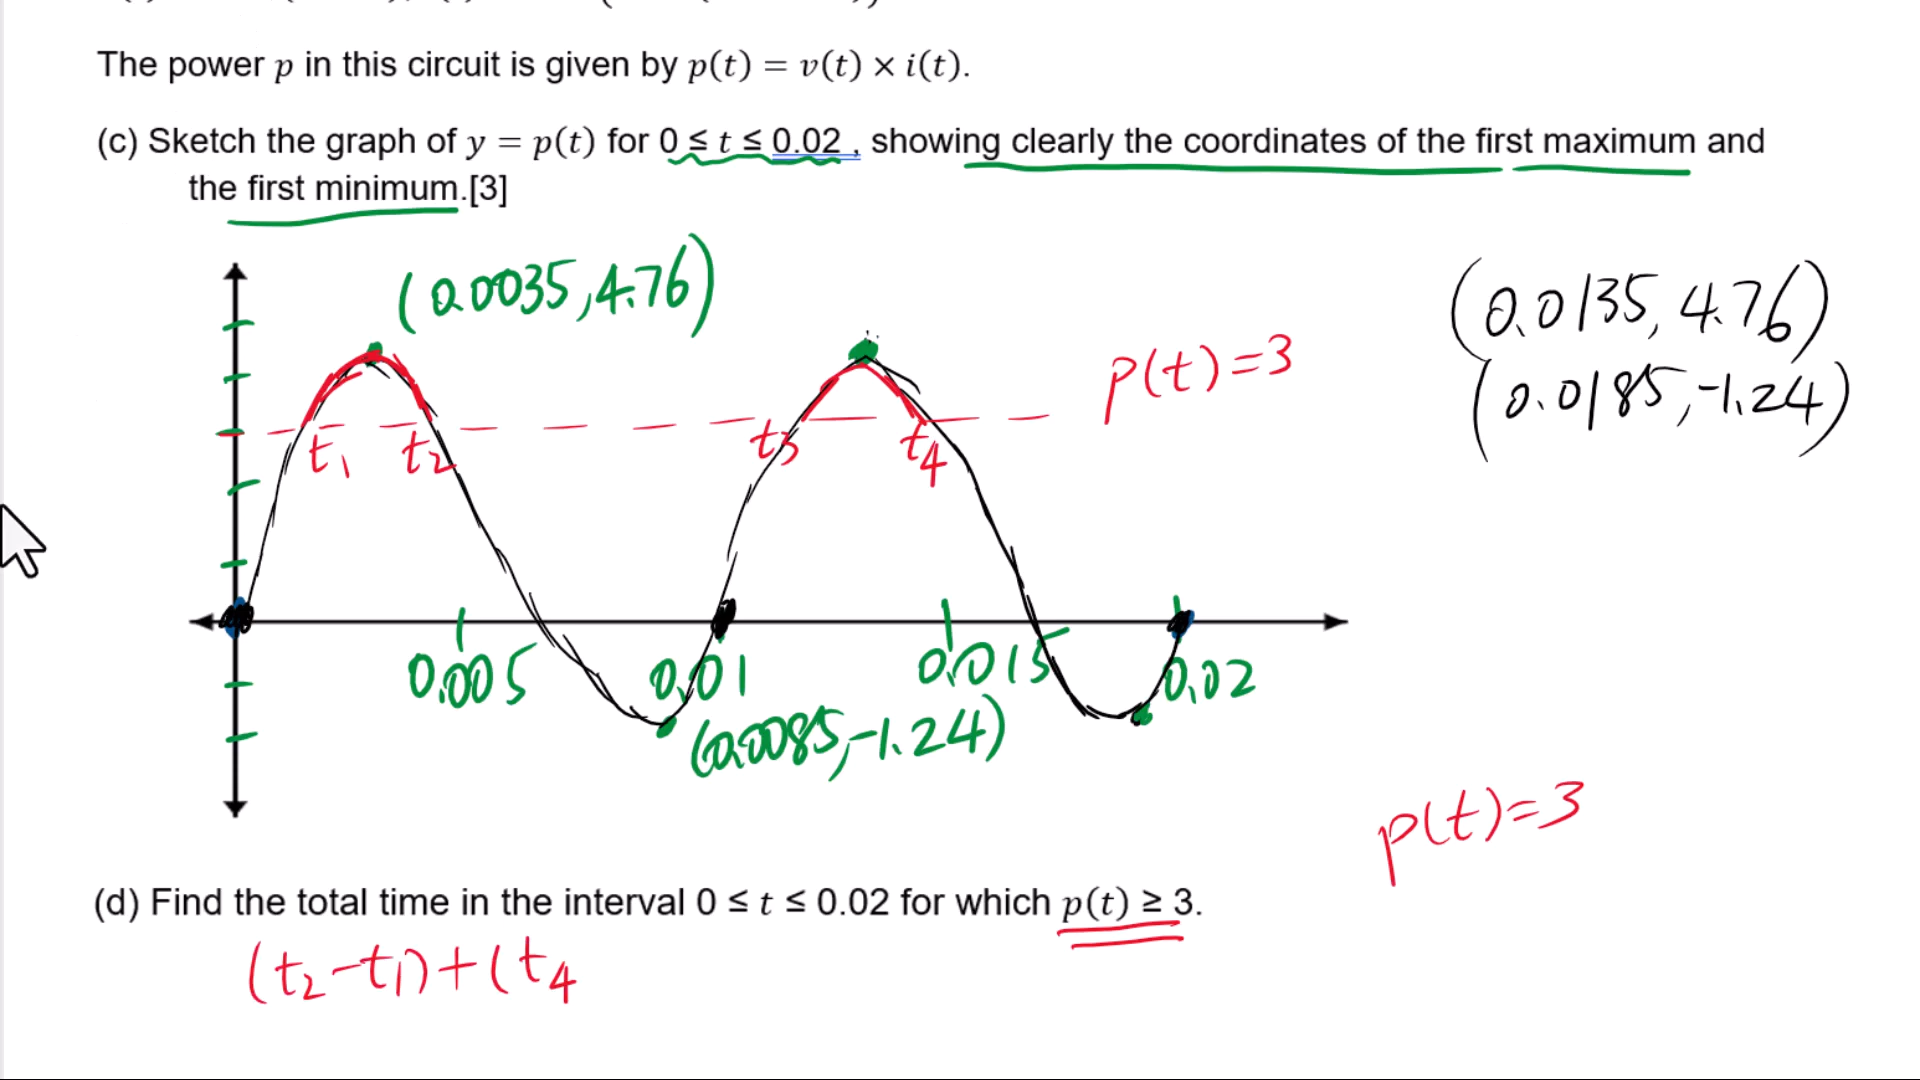 The power p in this circuit is given by p(t) = v(t) × i(t).
(c) Sketch the graph of y = p(t) for 0 ≤ t ≤ 0.02 , showing clearly the coordinates of the first maximum and
the first minimum.[3]
(0.0035, 4.76)
(0.0135, 4.76)
p(t)=3
(0.0185, -1.24)
t1 t2 t3 t4
0.005 0.01 0.015 0.02
(0.0085, -1.24)
p(t)=3
(d) Find the total time in the interval 0 ≤ t ≤ 0.02 for which p(t) ≥ 3.
(t2-t1)+(t4